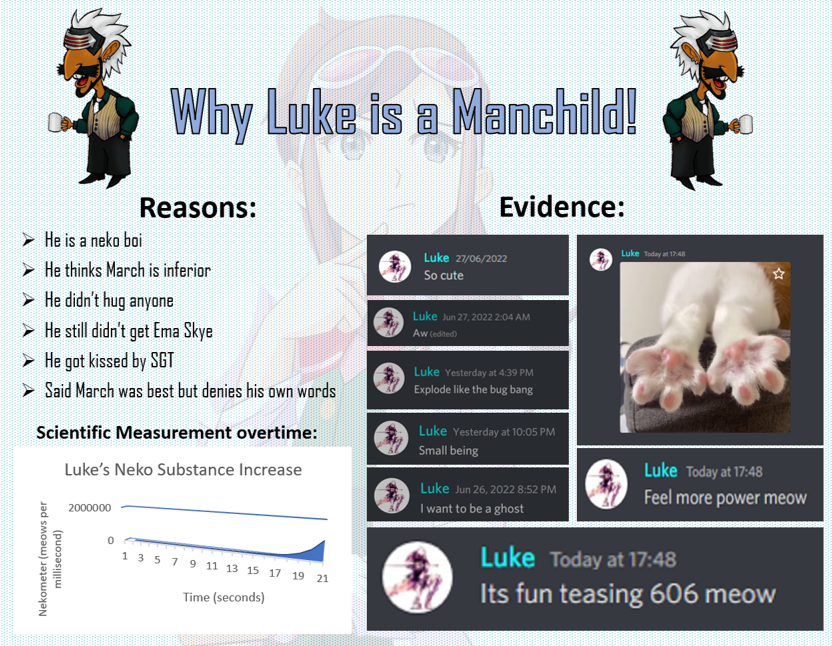 Why Luke is a Manchild!
Reasons:
➢ He is a neko boi
➢ He thinks March is inferior
➢ He didn't hug anyone
➢ He still didn't get Ema Skye
➢ He got kissed by SGT
➢ Said March was best but denies his own words
Scientific Measurement overtime:
Luke's Neko Substance Increase
Nekometer (meows per
millisecond)
2000000
0
1 3 5 7 9 11 13 15 17 19 21
Time (seconds)
Evidence:
Luke 27/06/2022
So cute
Luke Jun 27, 2022 2:04 AM
Aw (edited)
Luke Yesterday at 4:39 PM
Explode like the bug bang
Luke Yesterday at 10:05 PM
Small being
Luke Jun 26, 2022 8:52 PM
I want to be a ghost
Luke Today at 17:48
Luke Today at 17:48
Feel more power meow
Luke Today at 17:48
Its fun teasing 606 meow